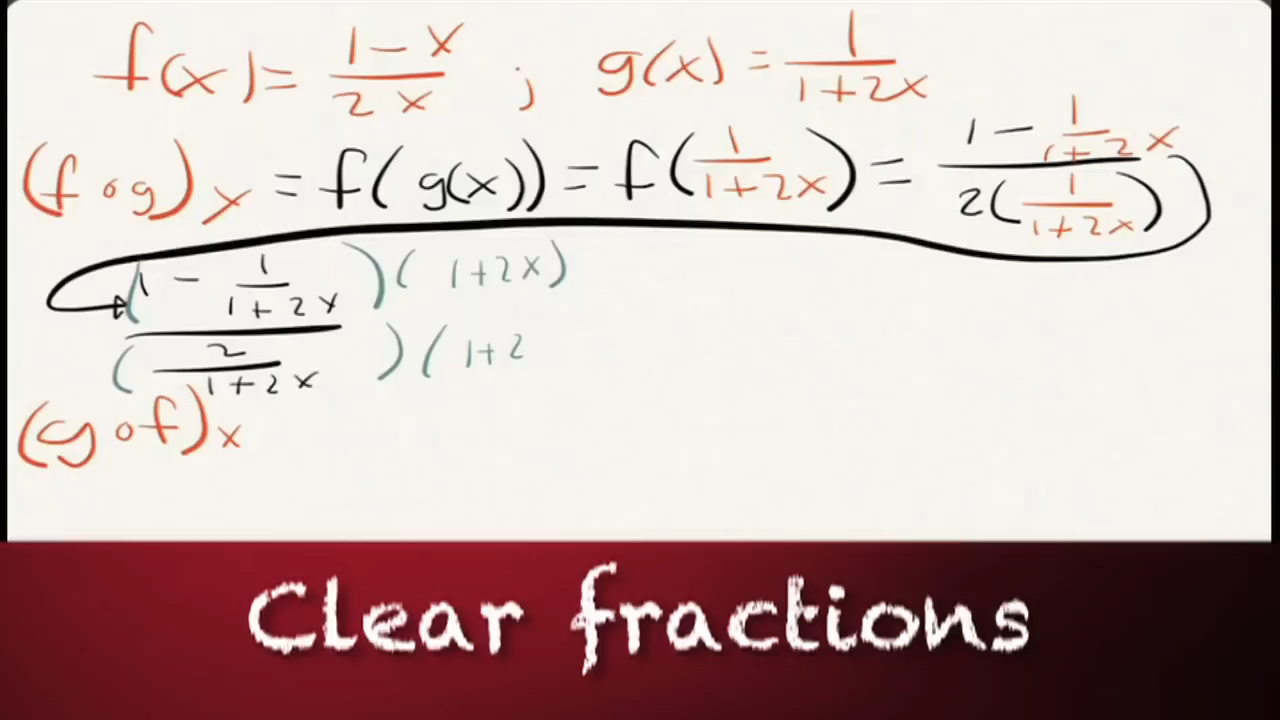 f(x) = (1-x)/(2x) ; g(x) = 1/(1+2x)
(f∘g)x = f(g(x)) = f(1/(1+2x)) = (1 - 1/(1+2x))/(2(1/(1+2x)))
(1 - 1/(1+2x))(1+2x)
(2/(1+2x))(1+2
(g∘f)x
Clear fractions